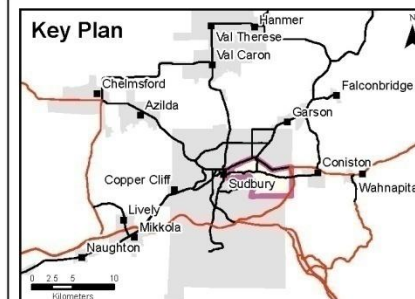 Key Plan
N
Hanmer
Val Therese
Val Caron
Chelmsford
Falconbridge
Azilda
Garson
Coniston
Copper Cliff
Sudbury
Wahnapita
Lively
Mikkola
Naughton
0 2.5 5 10
Kilometers